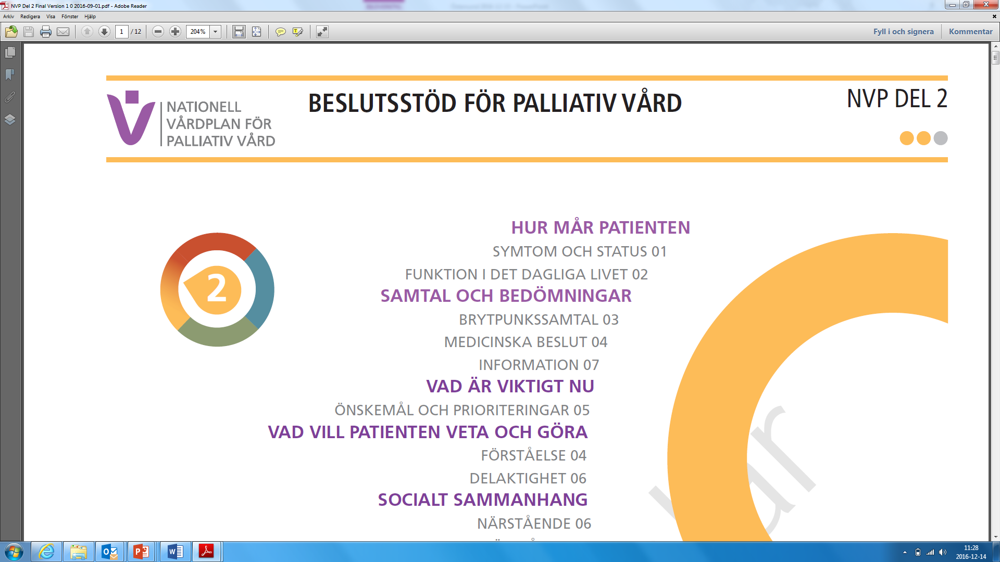 NVP Del 2 Final Version 1 0 2016-09-01.pdf - Adobe Reader
Arkiv Redigera Visa Fönster Hjälp
1 / 12 204% Fyll i och signera Kommentar
BESLUTSSTÖD FÖR PALLIATIV VÅRD
NVP DEL 2
NATIONELL
VÅRDPLAN FÖR
PALLIATIV VÅRD
HUR MÅR PATIENTEN
SYMTOM OCH STATUS 01
FUNKTION I DET DAGLIGA LIVET 02
2
SAMTAL OCH BEDÖMNINGAR
BRYTPUNKSSAMTAL 03
MEDICINSKA BESLUT 04
INFORMATION 07
VAD ÄR VIKTIGT NU
ÖNSKEMÅL OCH PRIORITERINGAR 05
VAD VILL PATIENTEN VETA OCH GÖRA
FÖRSTÅELSE 04
DELAKTIGHET 06
SOCIALT SAMMANHANG
NÄRSTÅENDE 06
11:28
2016-12-14